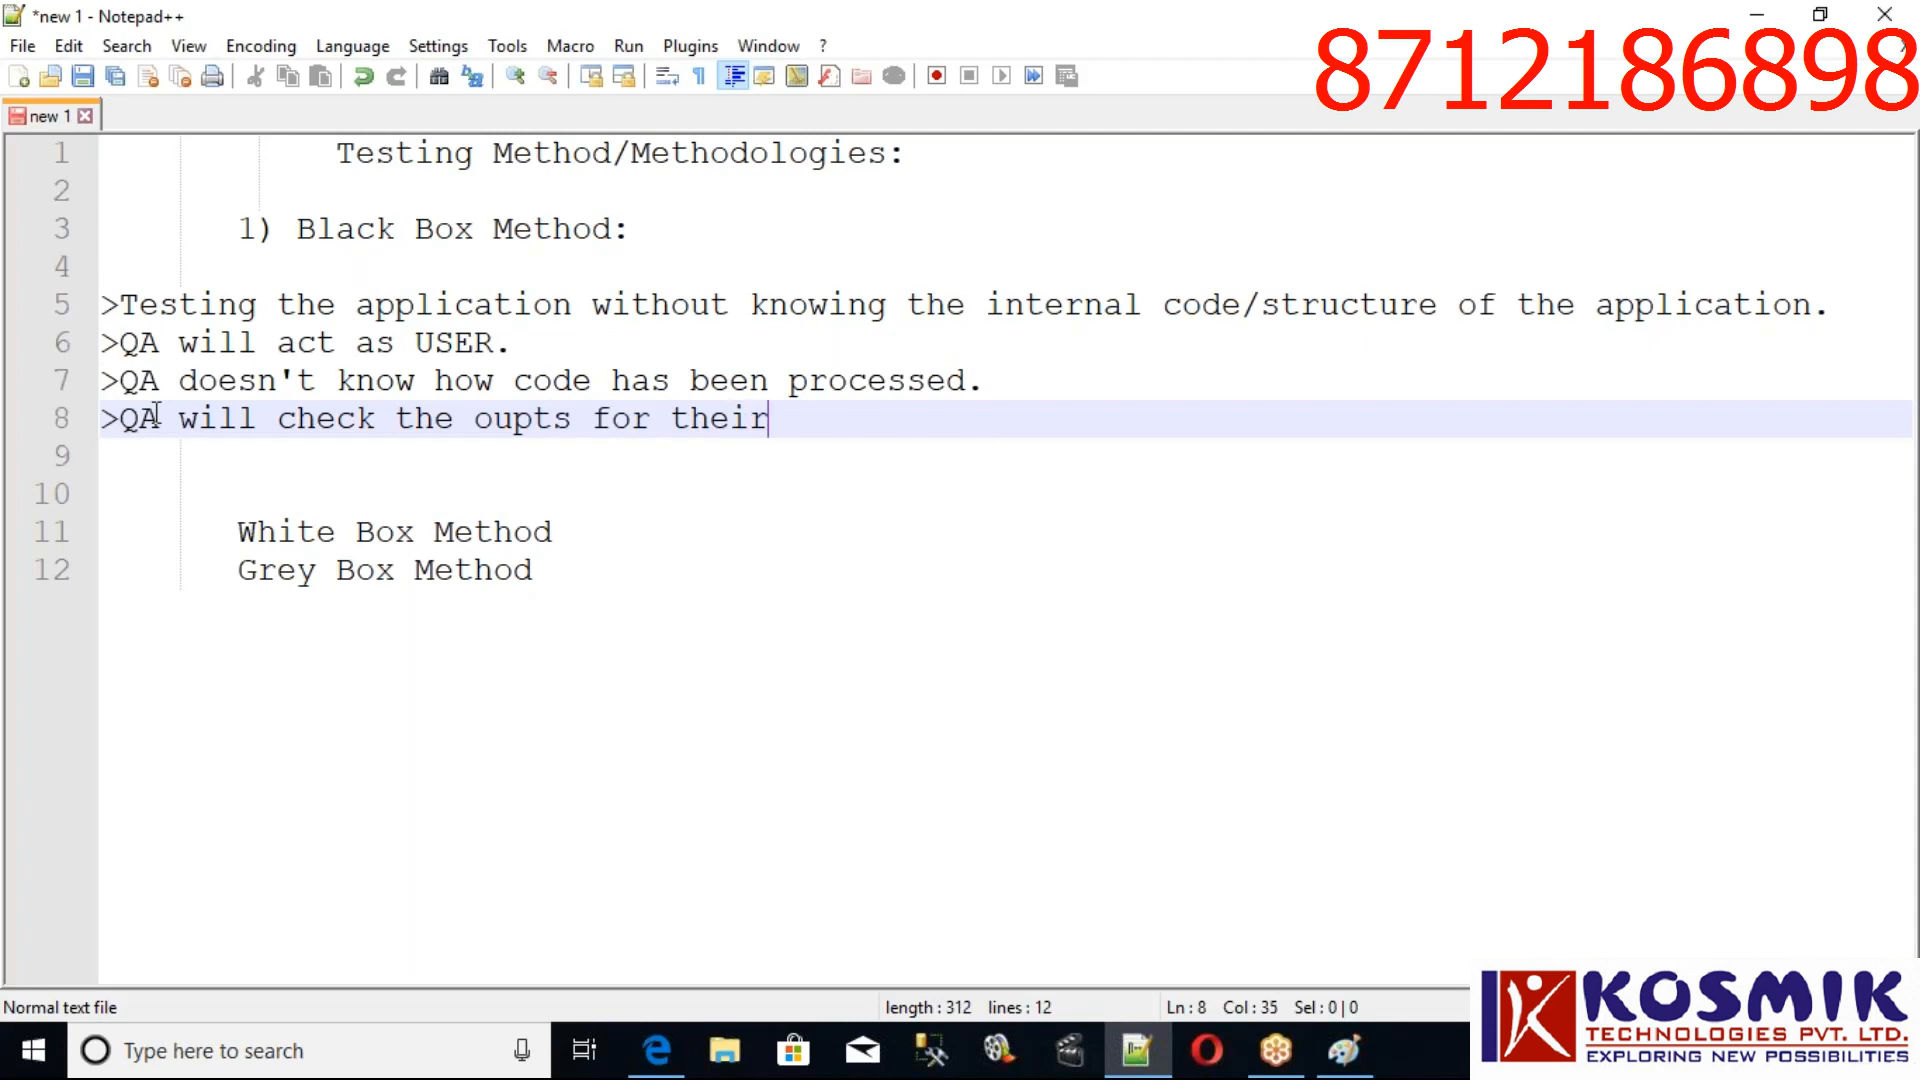 *new 1 - Notepad++
File Edit Search View Encoding Language Settings Tools Macro Run Plugins Window ?
8712186898
new 1
1 Testing Method/Methodologies:
2
3 1) Black Box Method:
4
5 >Testing the application without knowing the internal code/structure of the application.
6 >QA will act as USER.
7 >QA doesn't know how code has been processed.
8 >QA will check the oupts for their
9
10
11 White Box Method
12 Grey Box Method
Normal text file length : 312 lines : 12 Ln : 8 Col : 35 Sel : 0 | 0
Type here to search
KOSMIK
TECHNOLOGIES PVT. LTD.
EXPLORING NEW POSSIBILITIES